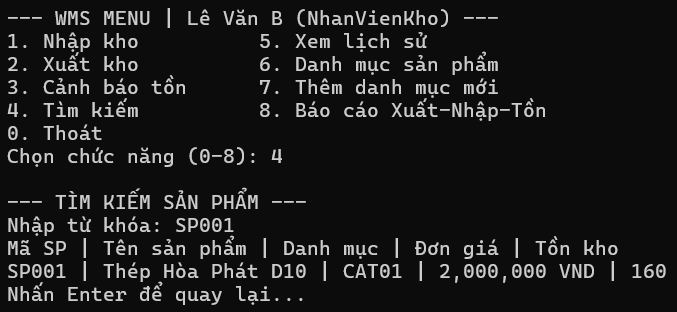 --- WMS MENU | Lê Văn B (NhanVienKho) ---
1. Nhập kho          5. Xem lịch sử
2. Xuất kho          6. Danh mục sản phẩm
3. Cảnh báo tồn      7. Thêm danh mục mới
4. Tìm kiếm          8. Báo cáo Xuất-Nhập-Tồn
0. Thoát
Chọn chức năng (0-8): 4

--- TÌM KIẾM SẢN PHẨM ---
Nhập từ khóa: SP001
Mã SP | Tên sản phẩm | Danh mục | Đơn giá | Tồn kho
SP001 | Thép Hòa Phát D10 | CAT01 | 2,000,000 VND | 160
Nhấn Enter để quay lại...